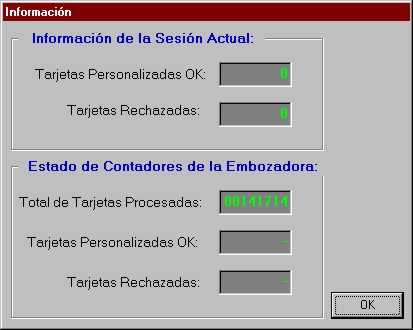 Información
Información de la Sesión Actual:
Tarjetas Personalizadas OK: 0
Tarjetas Rechazadas: 0
Estado de Contadores de la Embozadora:
Total de Tarjetas Procesadas: 00141714
Tarjetas Personalizadas OK: -
Tarjetas Rechazadas: -
OK